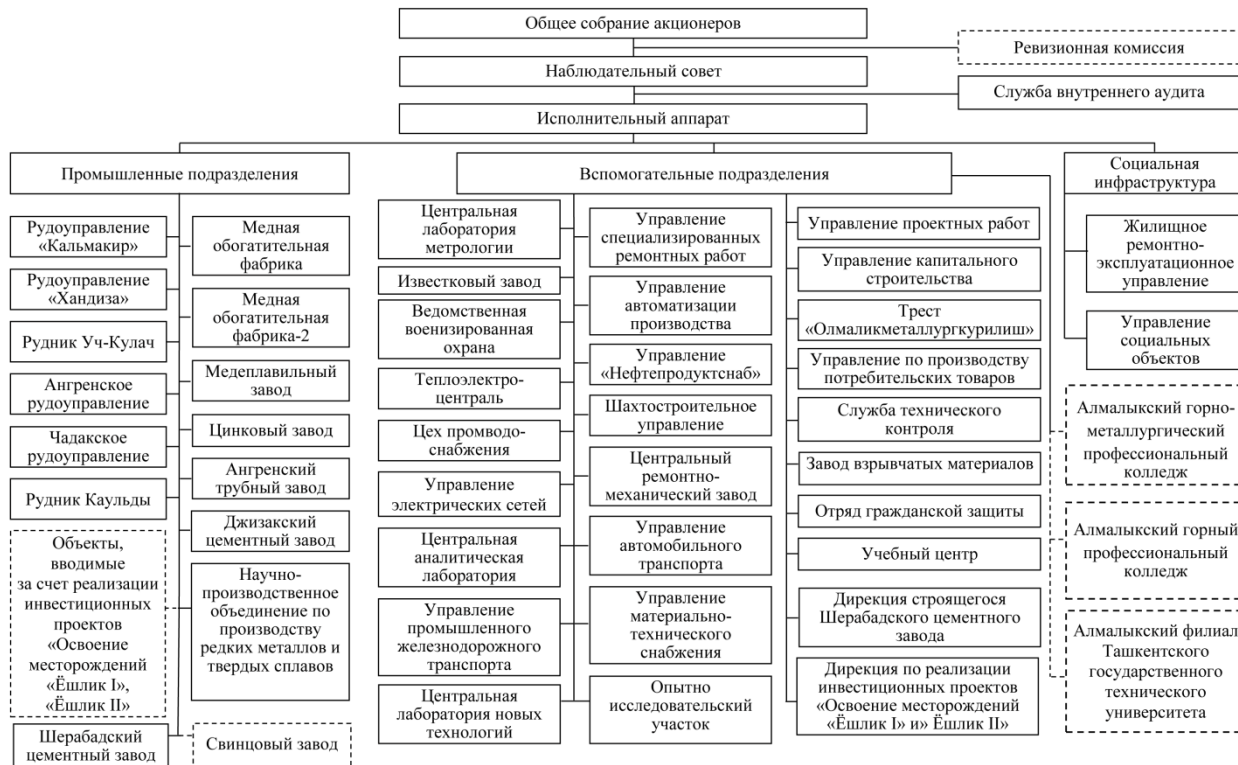 Общее собрание акционеров
Ревизионная комиссия
Наблюдательный совет
Служба внутреннего аудита
Исполнительный аппарат
Промышленные подразделения
Рудоуправление
«Кальмакир»
Рудоуправление
«Хандиза»
Рудник Уч-Кулач
Ангренское
рудоуправление
Чадакское
рудоуправление
Рудник Каульды
Объекты,
вводимые
за счет реализации
инвестиционных
проектов
«Освоение
месторождений
«Ёшлик I»,
«Ёшлик II»
Шерабадский
цементный завод
Медная
обогатительная
фабрика
Медная
обогатительная
фабрика-2
Медеплавильный
завод
Цинковый завод
Ангренский
трубный завод
Джизакский
цементный завод
Научно-
производственное
объединение по
производству
редких металлов и
твердых сплавов
Свинцовый завод
Вспомогательные подразделения
Центральная
лаборатория
метрологии
Известковый завод
Ведомственная
военизированная
охрана
Теплоэлектро-
централь
Цех промводо-
снабжения
Управление
электрических сетей
Центральная
аналитическая
лаборатория
Управление
промышленного
железнодорожного
транспорта
Центральная
лаборатория новых
технологий
Управление
специализированных
ремонтных работ
Управление
автоматизации
производства
Управление
«Нефтепродуктснаб»
Шахтостроительное
управление
Центральный
ремонтно-
механический завод
Управление
автомобильного
транспорта
Управление
материально-
технического
снабжения
Опытно
исследовательский
участок
Управление проектных работ
Управление капитального
строительства
Трест
«Олмаликметаллургкурилиш»
Управление по производству
потребительских товаров
Служба технического
контроля
Завод взрывчатых материалов
Отряд гражданской защиты
Учебный центр
Дирекция строящегося
Шерабадского цементного
завода
Дирекция по реализации
инвестиционных проектов
«Освоение месторождений
«Ёшлик I» и» Ёшлик II»
Социальная
инфраструктура
Жилищное
ремонтно-
эксплуатационное
управление
Управление
социальных
объектов
Алмалыкский горно-
металлургический
профессиональный
колледж
Алмалыкский горный
профессиональный
колледж
Алмалыкский филиал
Ташкентского
государственного
технического
университета